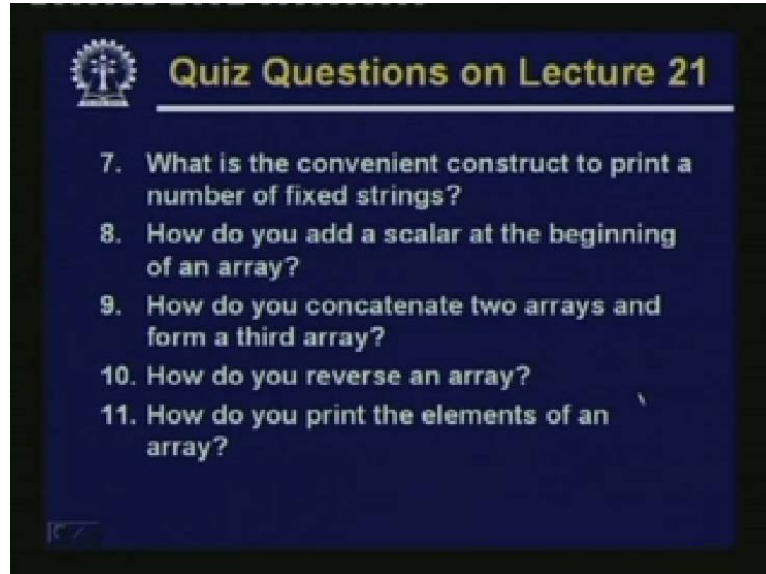 Quiz Questions on Lecture 21
7. What is the convenient construct to print a
number of fixed strings?
8. How do you add a scalar at the beginning
of an array?
9. How do you concatenate two arrays and
form a third array?
10. How do you reverse an array?
11. How do you print the elements of an
array?